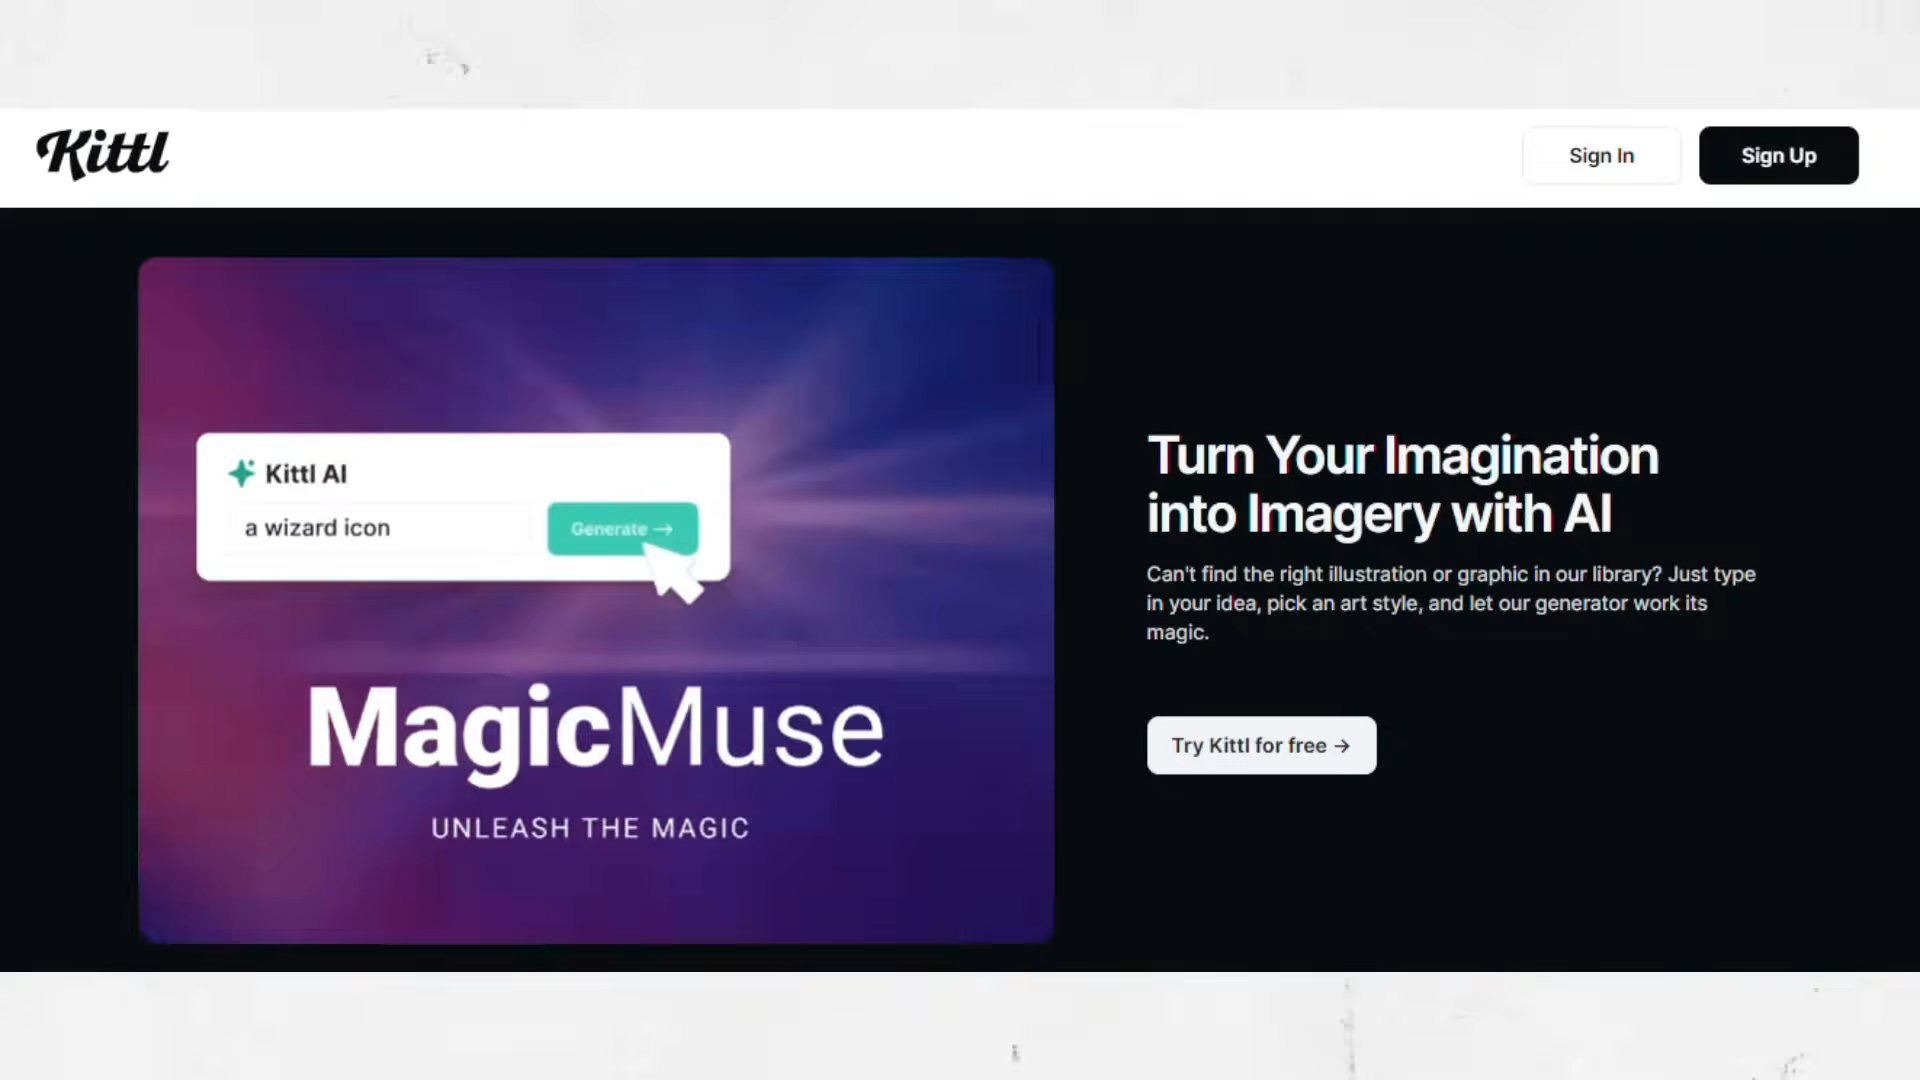 Kittl
Sign In
Sign Up
Kittl AI
a wizard icon
Generate →
MagicMuse
UNLEASH THE MAGIC
Turn Your Imagination
into Imagery with AI
Can't find the right illustration or graphic in our library? Just type
in your idea, pick an art style, and let our generator work its
magic.
Try Kittl for free →